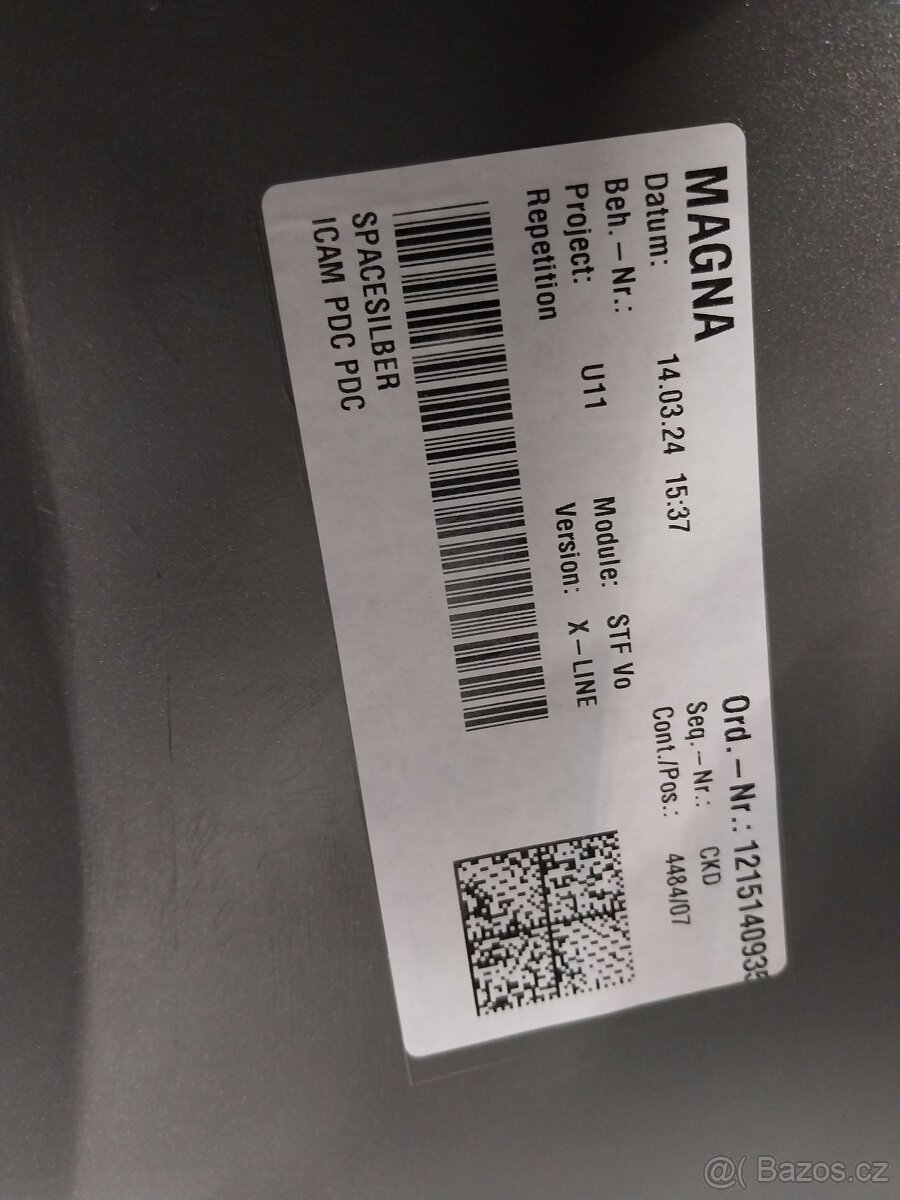 MAGNA
Ord.-Nr.: 1215140935
Datum: 14.03.24 15:37
Seq.-Nr.: CKD
Beh.-Nr.:
Cont./Pos.: 4484/07
Project: U11
Module: STF Vo
Repetition
Version: X-LINE
SPACESILBER
ICAM PDC PDC
@( Bazos.cz